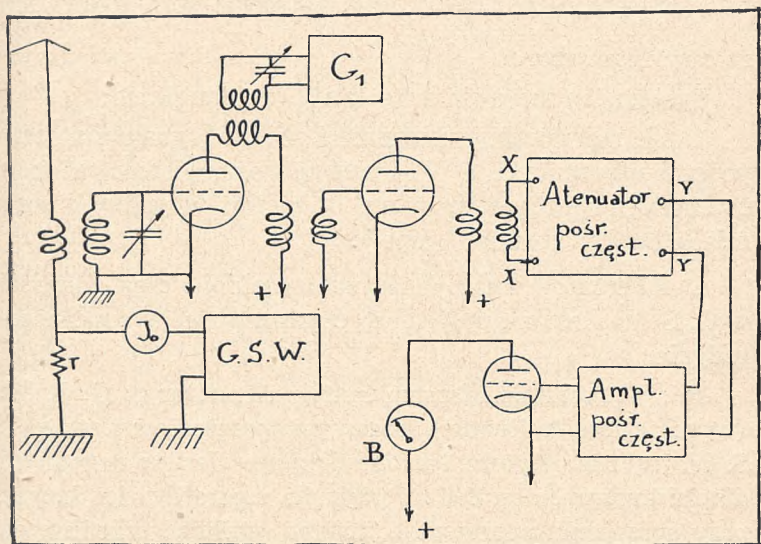 G₁
X
Atenuator
pośr.
częst.
Y
X
Y
+
+
J₀
G.S.W.
r
Ampl.
pośr.
częst.
B
+